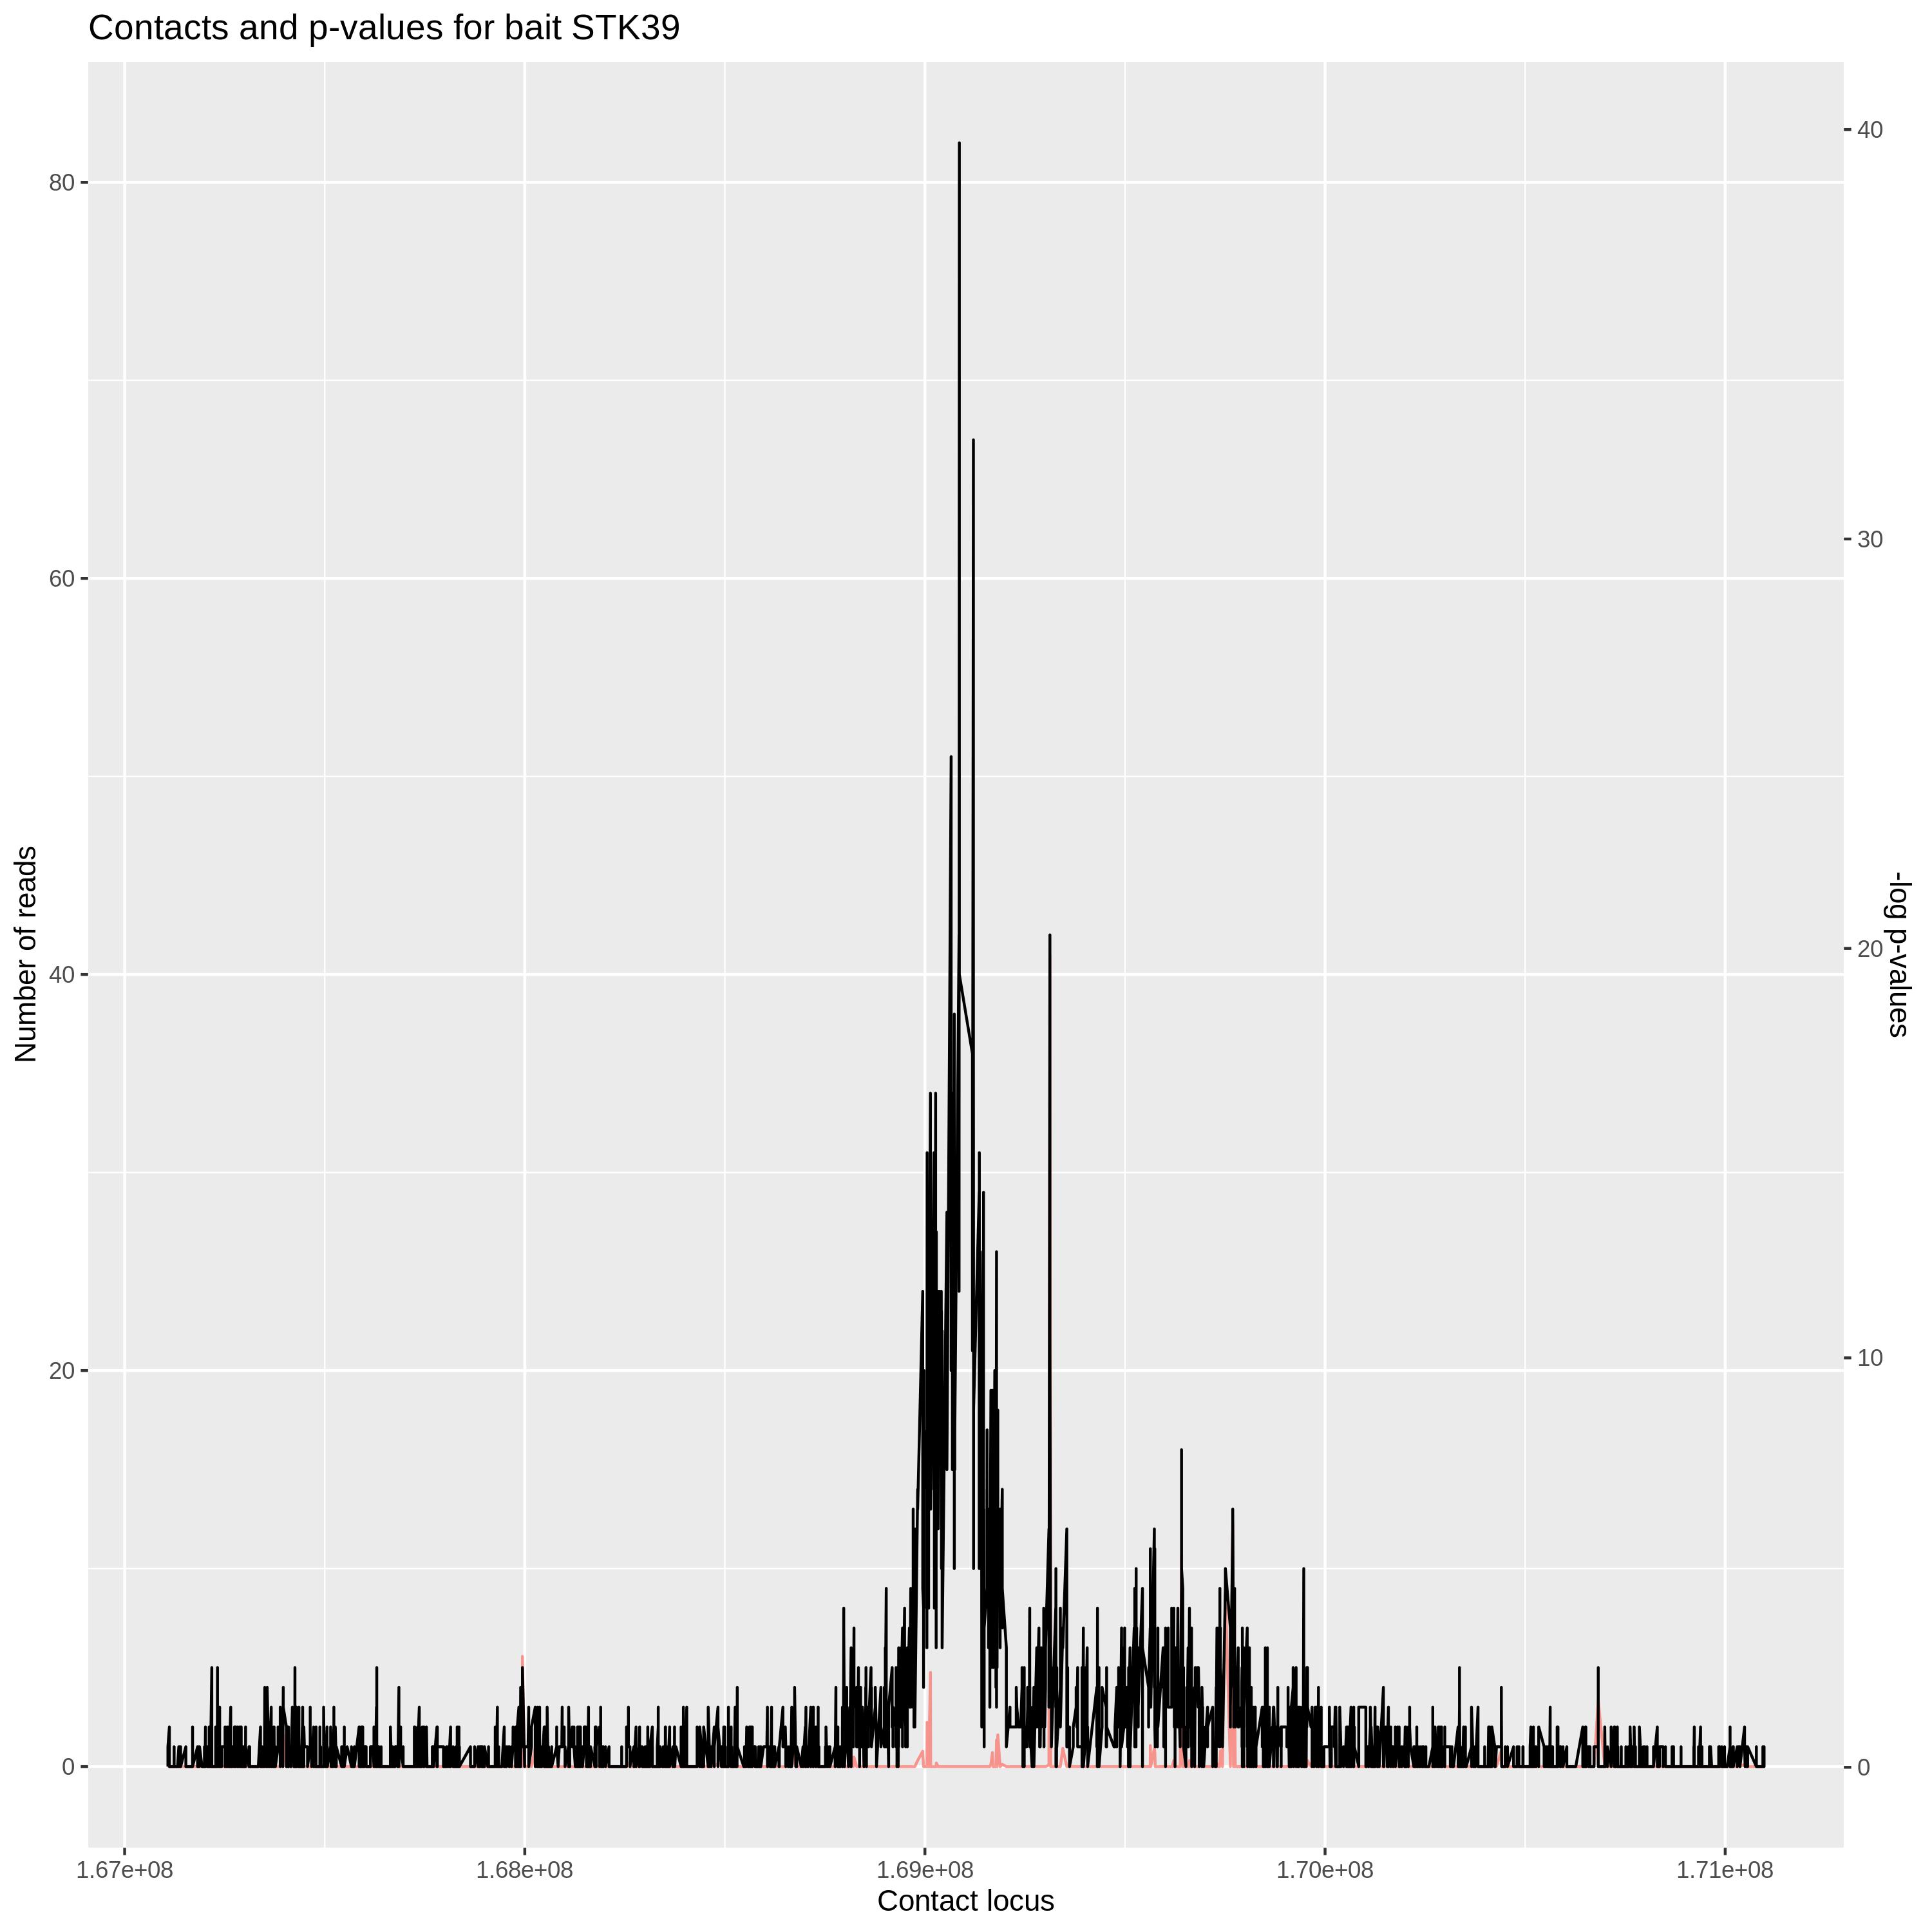 Contacts and p-values for bait STK39
80
60
40
20
0
Number of reads
40
30
20
10
0
-log p-values
1.67e+08
1.68e+08
1.69e+08
1.70e+08
1.71e+08
Contact locus